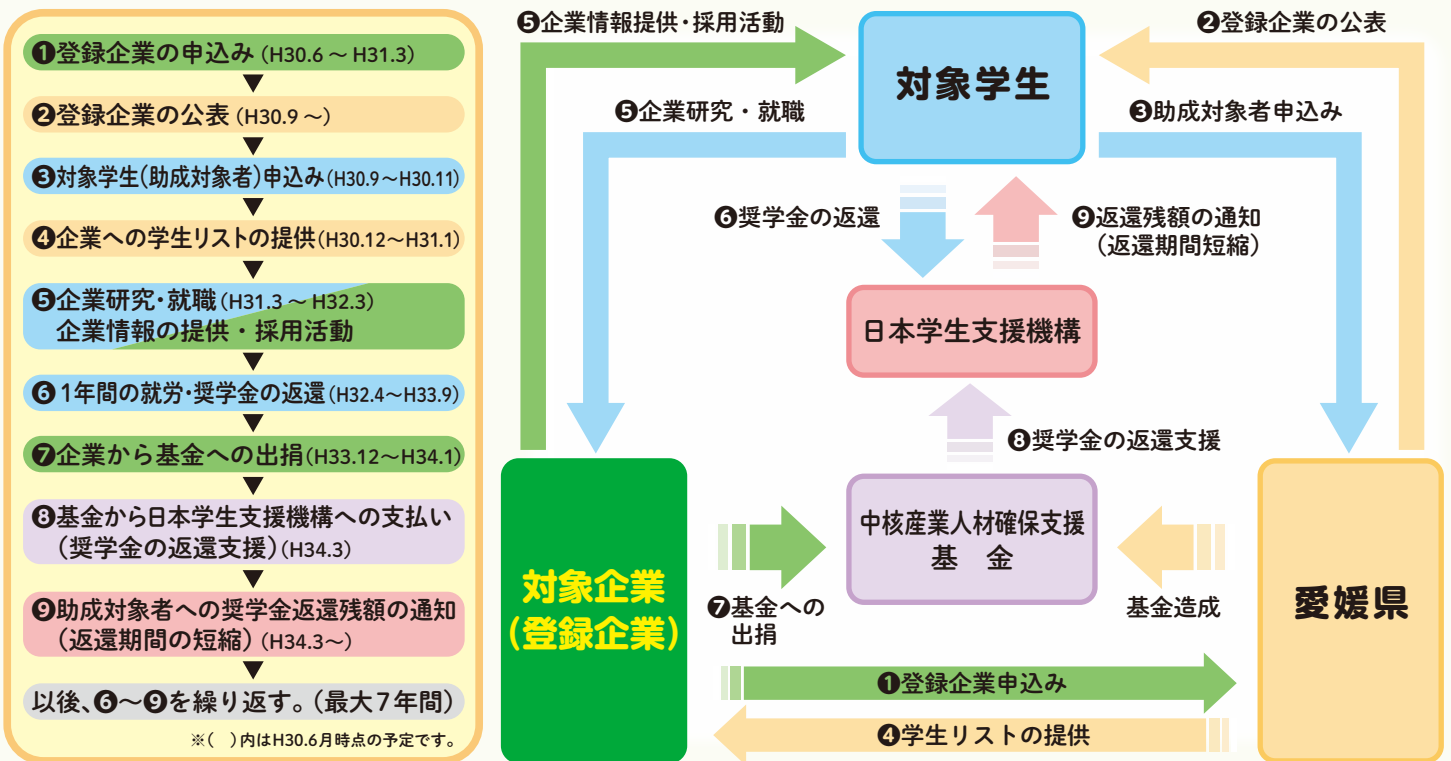 ❶登録企業の申込み (H30.6 ～ H31.3)
❷登録企業の公表 (H30.9 ～)
❸対象学生(助成対象者)申込み(H30.9～H30.11)
❹企業への学生リストの提供(H30.12～H31.1)
❺企業研究・就職(H31.3 ～ H32.3)
企業情報の提供・採用活動
❻1年間の就労・奨学金の返還(H32.4～H33.9)
❼企業から基金への出捐(H33.12～H34.1)
❽基金から日本学生支援機構への支払い
(奨学金の返還支援)(H34.3)
❾助成対象者への奨学金返還残額の通知
(返還期間の短縮) (H34.3～)
以後、❻～❾を繰り返す。(最大7年間)
※(　)内はH30.6月時点の予定です。
❺企業情報提供・採用活動
❷登録企業の公表
対象学生
❺企業研究・就職
❸助成対象者申込み
❻奨学金の返還
❾返還残額の通知
(返還期間短縮)
日本学生支援機構
❽奨学金の返還支援
中核産業人材確保支援
基　金
対象企業
(登録企業)
❼基金への
出捐
基金造成
愛媛県
❶登録企業申込み
❹学生リストの提供